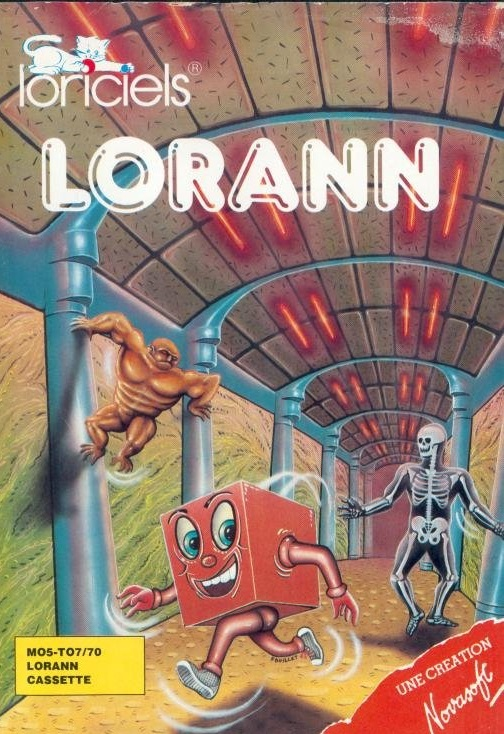 loriciels®
LORANN
MO5-TO7/70
LORANN
CASSETTE
UNE CREATION
Novasoft